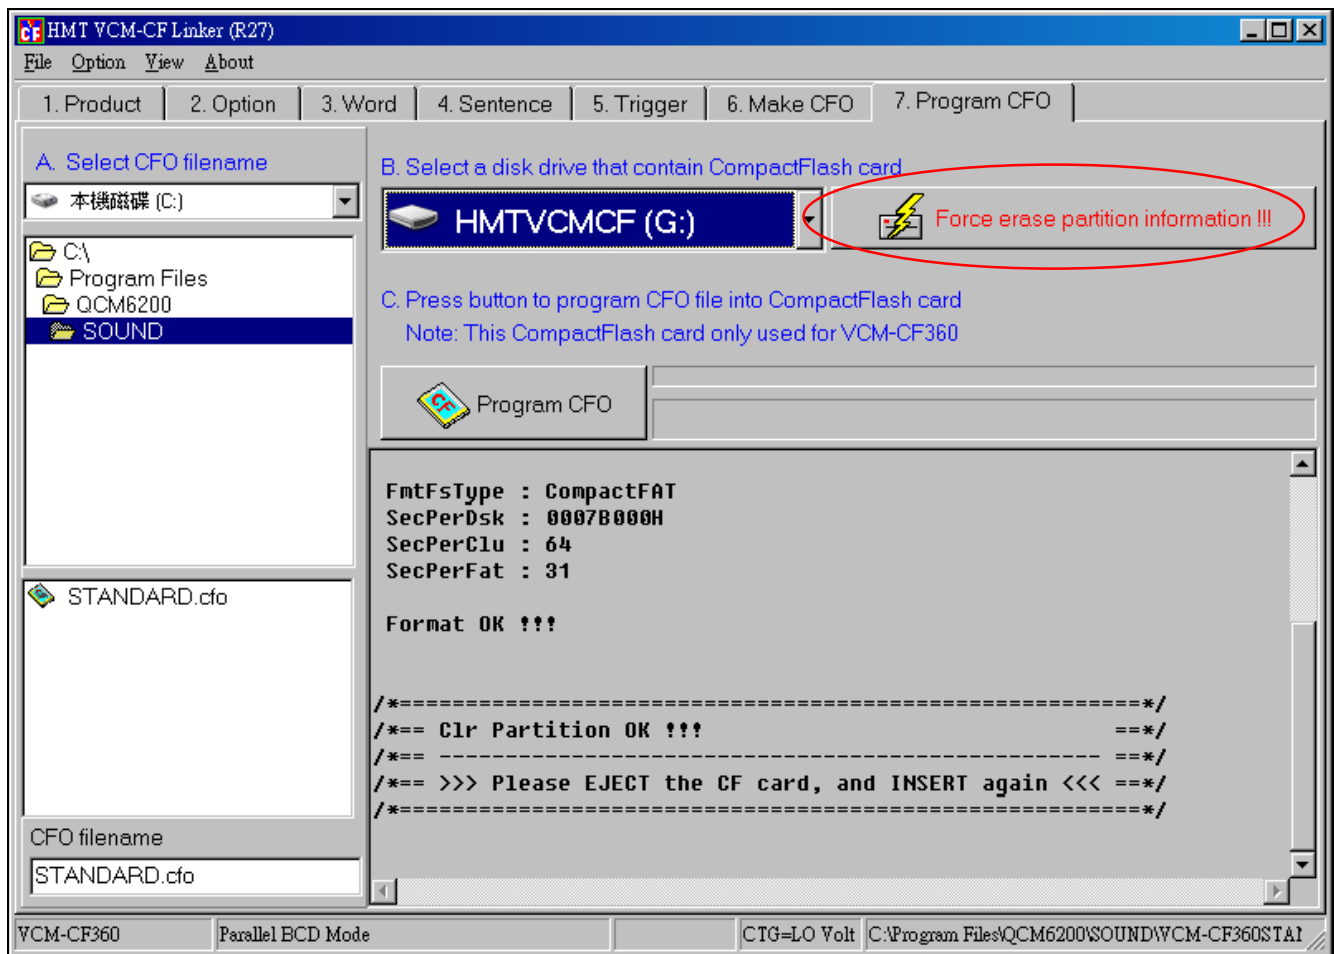 HMT VCM-CF Linker (R27)
File Option View About
1. Product 2. Option 3. Word 4. Sentence 5. Trigger 6. Make CFO 7. Program CFO
A. Select CFO filename
本機磁碟 (C:)
C:\
Program Files
QCM6200
SOUND
STANDARD.cfo
CFO filename
STANDARD.cfo
B. Select a disk drive that contain CompactFlash card
HMTVCMCF (G:)
Force erase partition information !!!
C. Press button to program CFO file into CompactFlash card
Note: This CompactFlash card only used for VCM-CF360
CF Program CFO
FmtFsType : CompactFAT
SecPerDsk : 0007B000H
SecPerClu : 64
SecPerFat : 31
Format OK !!!
/*========================================================*/
/*== Clr Partition OK !!! ==*/
/*== -------------------------------------------------- ==*/
/*== >>> Please EJECT the CF card, and INSERT again <<< ==*/
/*========================================================*/
VCM-CF360 Parallel BCD Mode CTG=LO Volt C:\Program Files\QCM6200\SOUND\VCM-CF360STA